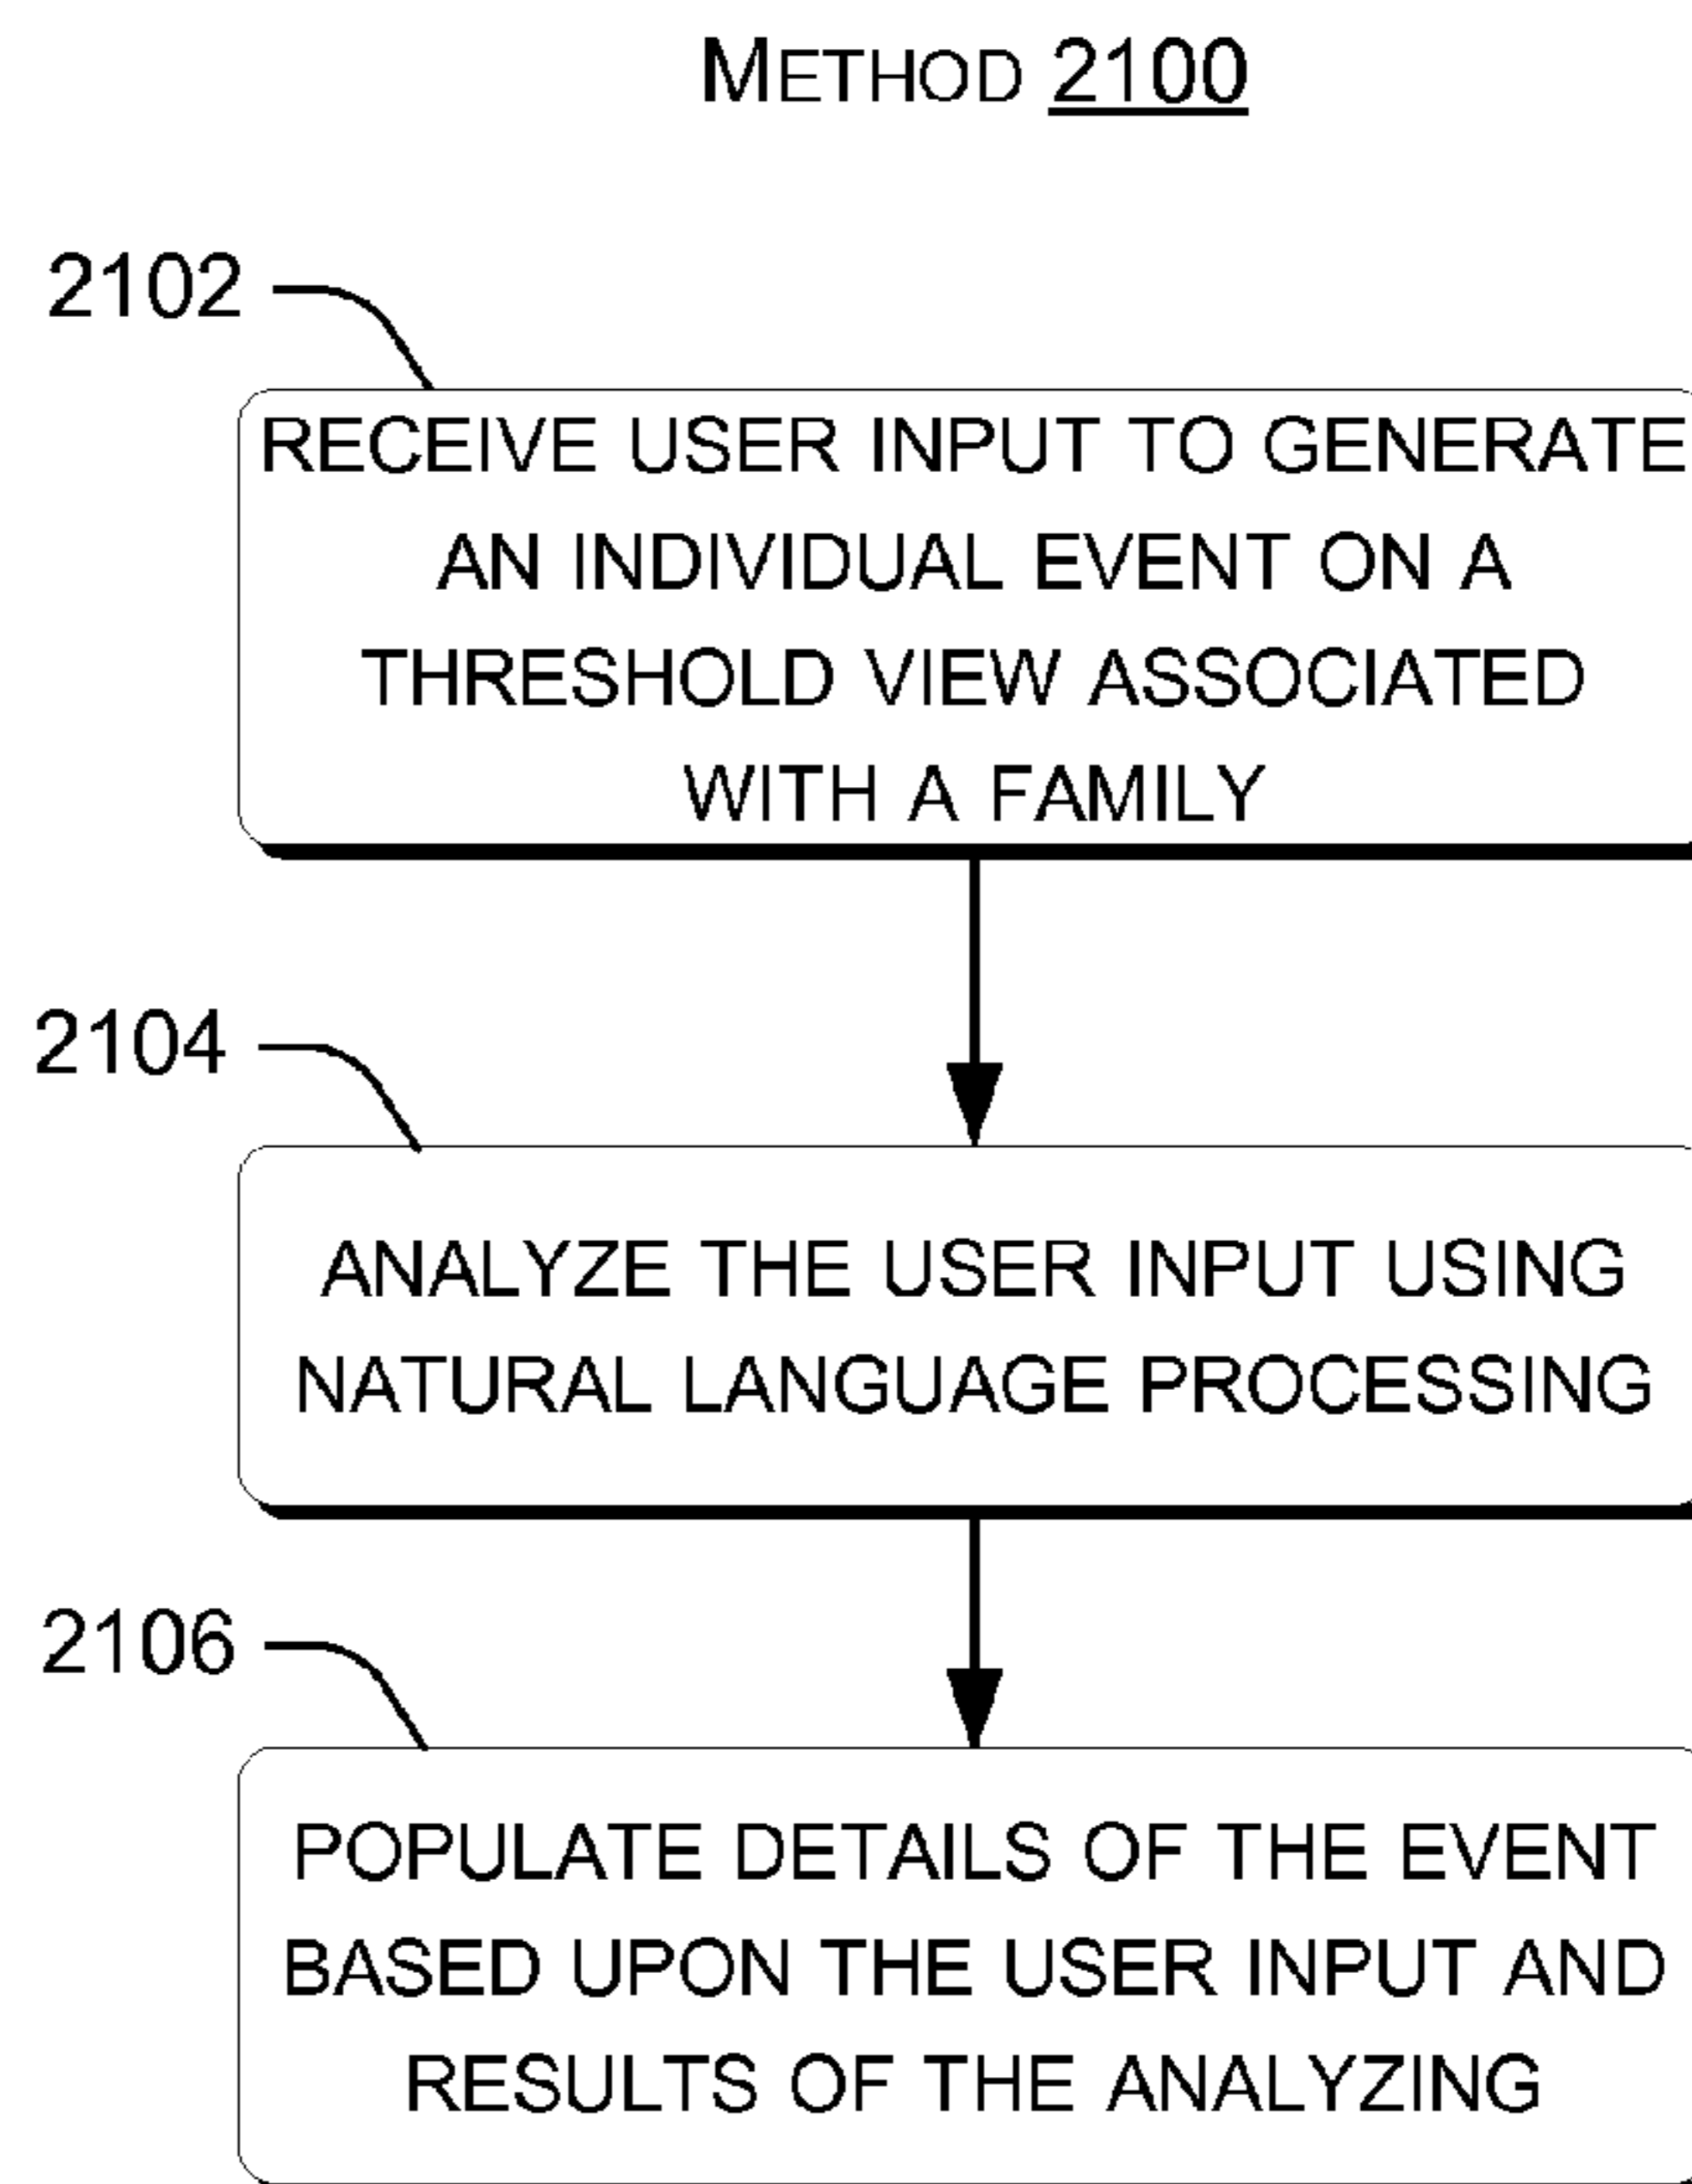 METHOD 2100
2102
RECEIVE USER INPUT TO GENERATE
AN INDIVIDUAL EVENT ON A
THRESHOLD VIEW ASSOCIATED
WITH A FAMILY
2104
ANALYZE THE USER INPUT USING
NATURAL LANGUAGE PROCESSING
2106
POPULATE DETAILS OF THE EVENT
BASED UPON THE USER INPUT AND
RESULTS OF THE ANALYZING